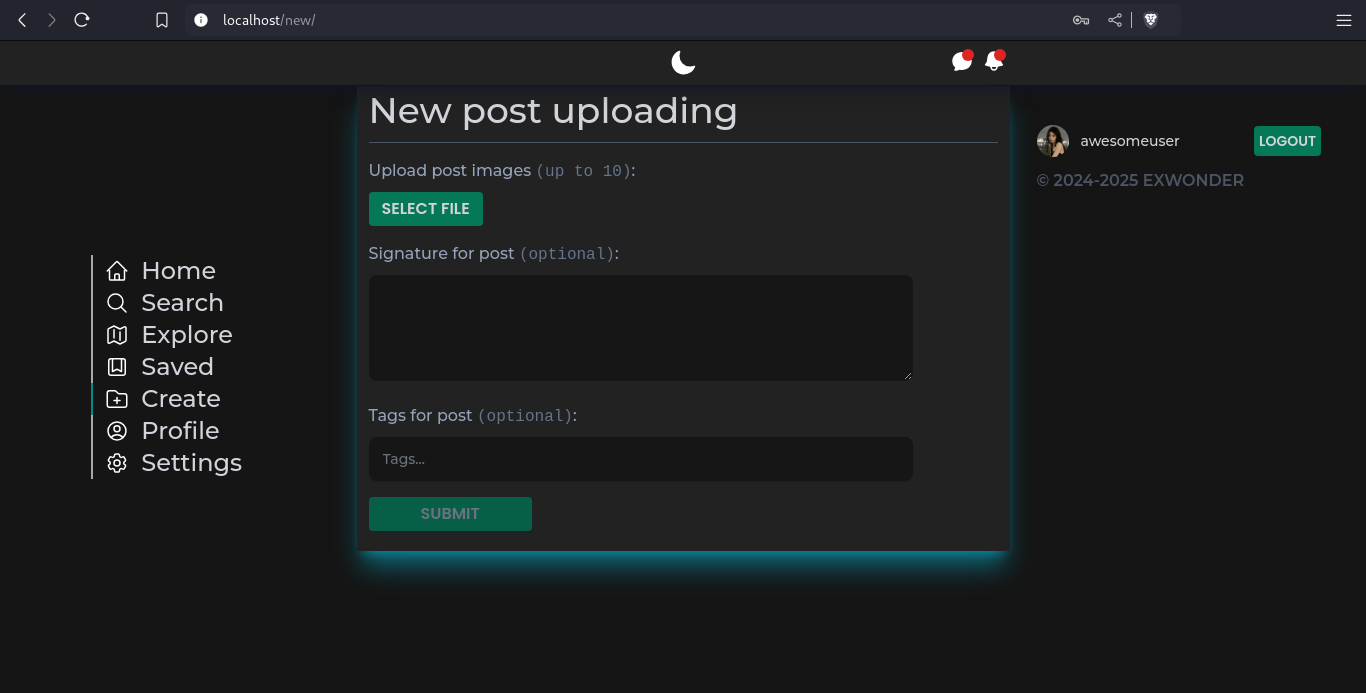 localhost/new/
New post uploading
Upload post images (up to 10):
SELECT FILE
Signature for post (optional):
Tags for post (optional):
Tags...
SUBMIT
Home
Search
Explore
Saved
Create
Profile
Settings
awesomeuser
LOGOUT
© 2024-2025 EXWONDER